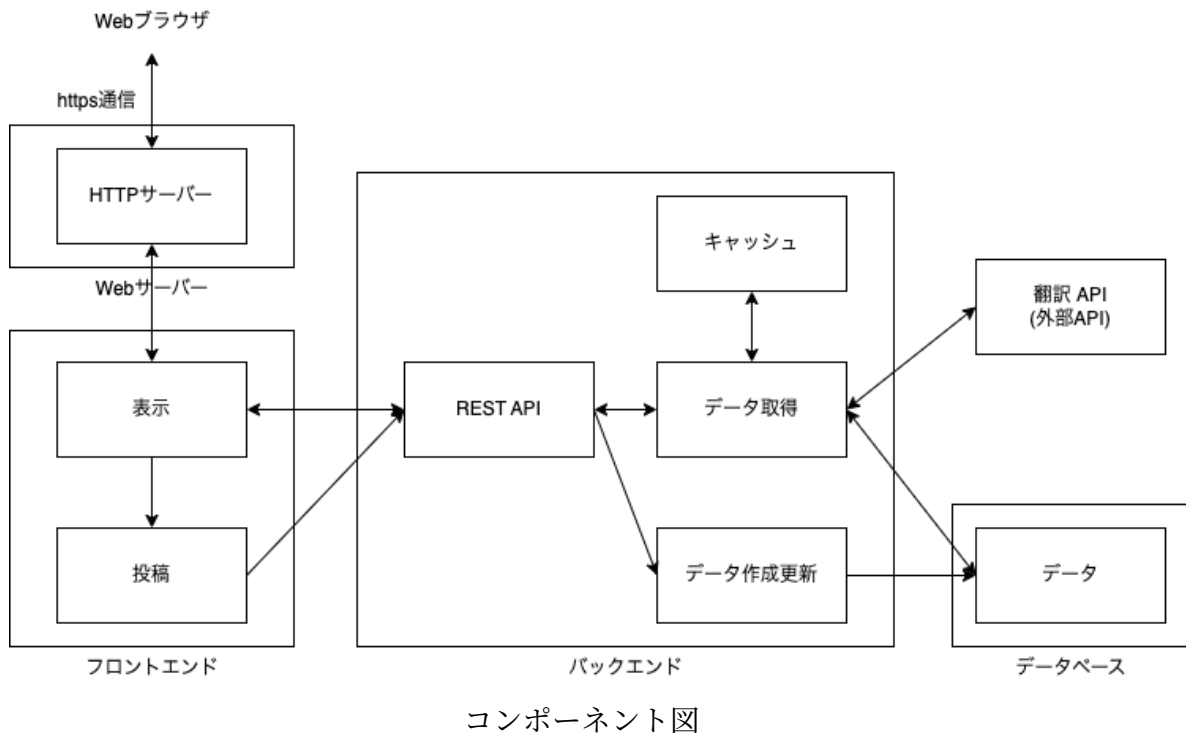 Webブラウザ
https通信
HTTPサーバー
Webサーバー
キャッシュ
翻訳 API
(外部API)
表示
REST API
データ取得
投稿
データ作成更新
データ
フロントエンド
バックエンド
データベース
コンポーネント図